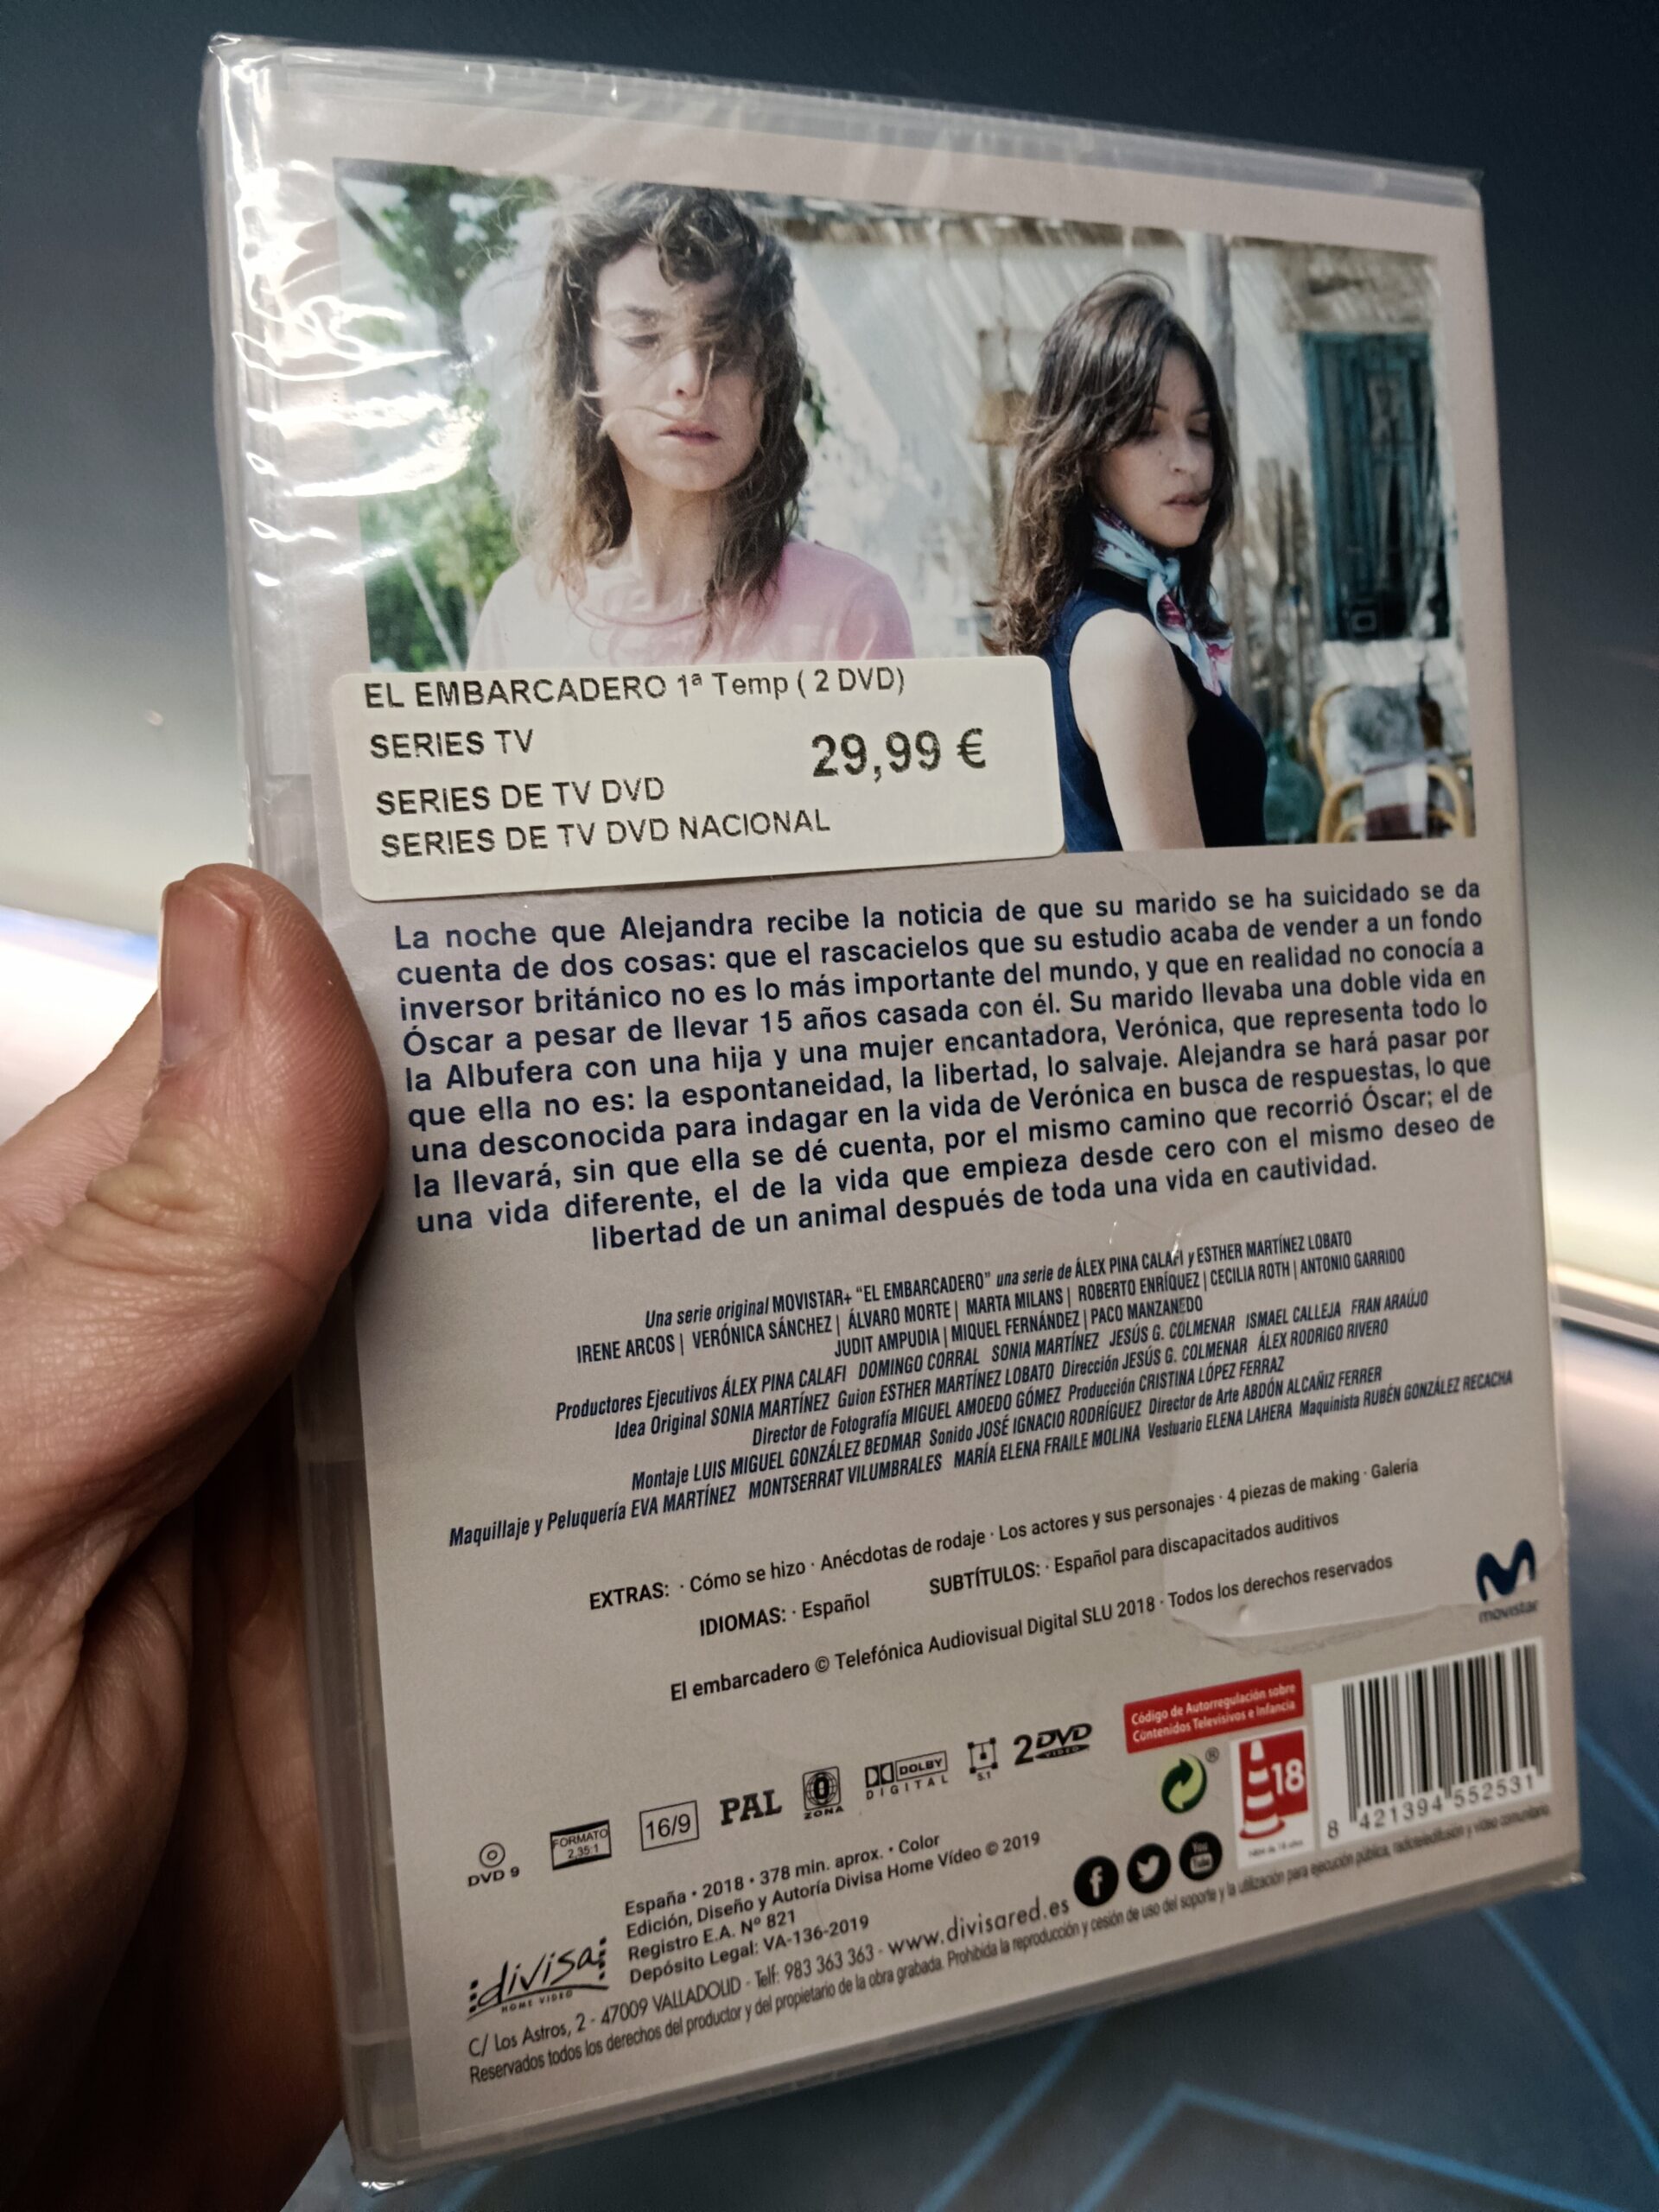 EL EMBARCADERO 1ª Temp ( 2 DVD)
SERIES TV
29,99 €
SERIES DE TV DVD
SERIES DE TV DVD NACIONAL
La noche que Alejandra recibe la noticia de que su marido se ha suicidado se da
cuenta de dos cosas: que el rascacielos que su estudio acaba de vender a un fondo
inversor británico no es lo más importante del mundo, y que en realidad no conocía a
Óscar a pesar de llevar 15 años casada con él. Su marido llevaba una doble vida en
la Albufera con una hija y una mujer encantadora, Verónica, que representa todo lo
que ella no es: la espontaneidad, la libertad, lo salvaje. Alejandra se hará pasar por
una desconocida para indagar en la vida de Verónica en busca de respuestas, lo que
la llevará, sin que ella se dé cuenta, por el mismo camino que recorrió Óscar; el de
una vida diferente, el de la vida que empieza desde cero con el mismo deseo de
libertad de un animal después de toda una vida en cautividad.
Una serie original MOVISTAR+ “EL EMBARCADERO” una serie de ÁLEX PINA CALAFI y ESTHER MARTÍNEZ LOBATO
IRENE ARCOS | VERÓNICA SÁNCHEZ | ÁLVARO MORTE | MARTA MILANS | ROBERTO ENRÍQUEZ | CECILIA ROTH | ANTONIO GARRIDO
JUDIT AMPUDIA | MIQUEL FERNÁNDEZ | PACO MANZANEDO
Productores Ejecutivos ÁLEX PINA CALAFI DOMINGO CORRAL SONIA MARTÍNEZ JESÚS G. COLMENAR ISMAEL CALLEJA FRAN ARAÚJO
Idea Original SONIA MARTÍNEZ Guion ESTHER MARTÍNEZ LOBATO Dirección JESÚS G. COLMENAR ÁLEX RODRIGO RIVERO
Director de Fotografía MIGUEL AMOEDO GÓMEZ Producción CRISTINA LÓPEZ FERRAZ
Montaje LUIS MIGUEL GONZÁLEZ BEDMAR Sonido JOSÉ IGNACIO RODRÍGUEZ Director de Arte ABDÓN ALCAÑIZ FERRER
Maquillaje y Peluquería EVA MARTÍNEZ MONTSERRAT VILUMBRALES MARÍA ELENA FRAILE MOLINA Vestuario ELENA LAHERA Maquinista RUBÉN GONZÁLEZ RECACHA
EXTRAS: · Cómo se hizo · Anécdotas de rodaje · Los actores y sus personajes · 4 piezas de making · Galería
IDIOMAS: · Español SUBTÍTULOS: · Español para discapacitados auditivos
El embarcadero © Telefónica Audiovisual Digital SLU 2018 · Todos los derechos reservados
movistar
Código de Autorregulación sobre
Contenidos Televisivos e Infancia
18
8 421394 552531
DVD 9
FORMATO
2,35:1
16/9
PAL
0
ZONA
DOLBY
DIGITAL
5.1
2 DVD
VIDEO
®
España • 2018 • 378 min. aprox. • Color
Edición, Diseño y Autoría Divisa Home Vídeo © 2019
Registro E.A. Nº 821
Depósito Legal: VA-136-2019
divisa
HOME VIDEO
You
Tube
C/ Los Astros, 2 - 47009 VALLADOLID - Telf: 983 363 363 - www.divisared.es
Reservados todos los derechos del productor y del propietario de la obra grabada. Prohibida la reproducción y cesión de uso del soporte y la utilización para ejecución pública, radioteledifusión y vídeo comunitario.